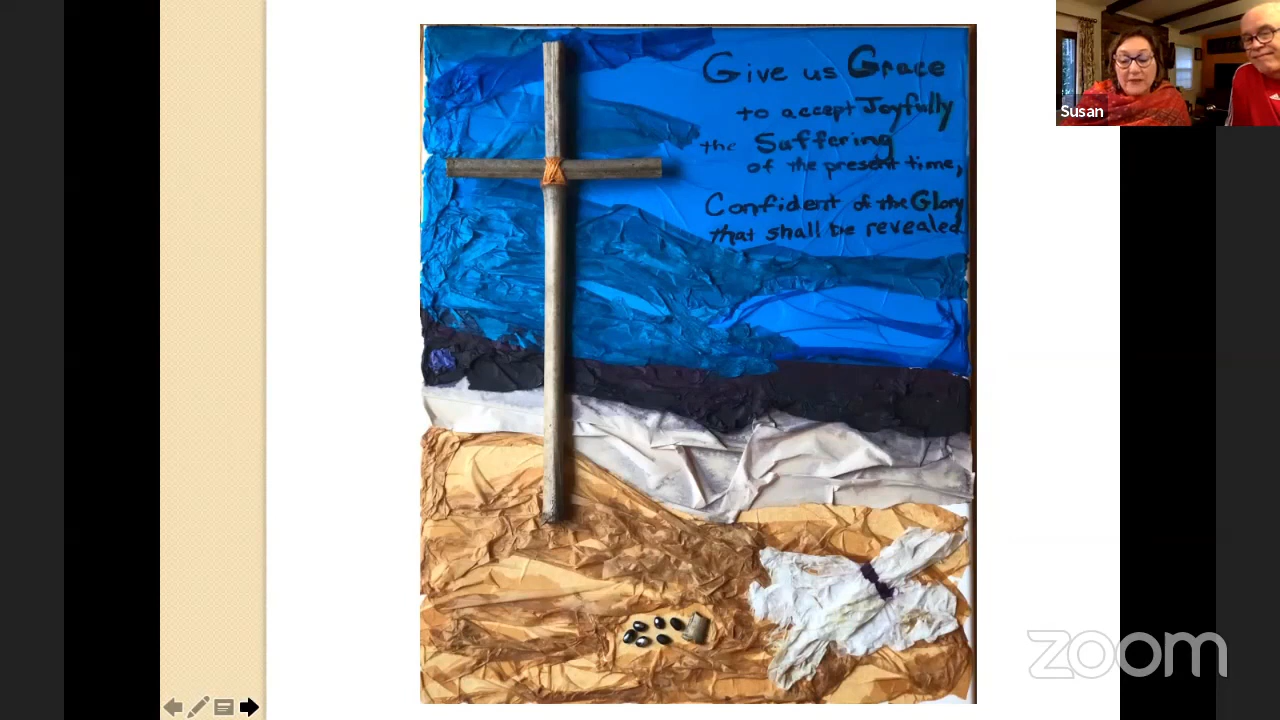 Give us Grace
to accept Joyfully
the Suffering
of the present time,
Confident of the Glory
that shall be revealed.
Susan
zoom